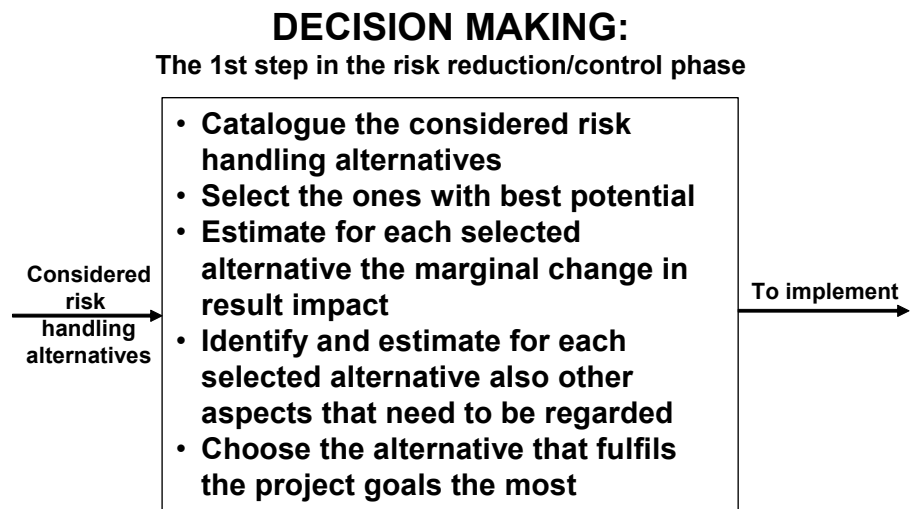 DECISION MAKING:
The 1st step in the risk reduction/control phase
• Catalogue the considered risk
handling alternatives
• Select the ones with best potential
• Estimate for each selected
alternative the marginal change in
result impact
• Identify and estimate for each
selected alternative also other
aspects that need to be regarded
• Choose the alternative that fulfils
the project goals the most
Considered
risk
handling
alternatives
To implement